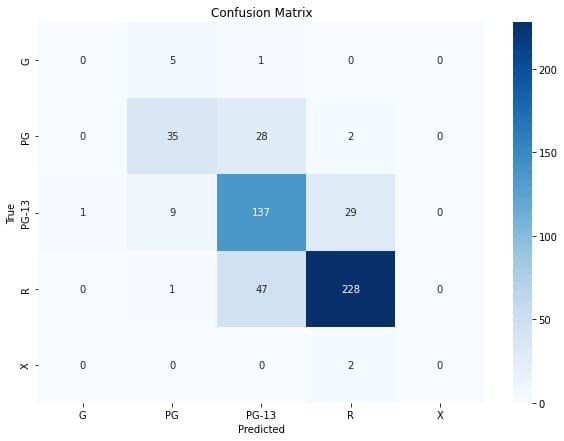 Confusion Matrix
True
G 0 5 1 0 0
PG 0 35 28 2 0
PG-13 1 9 137 29 0
R 0 1 47 228 0
X 0 0 0 2 0
G PG PG-13 R X
Predicted
200
150
100
50
0